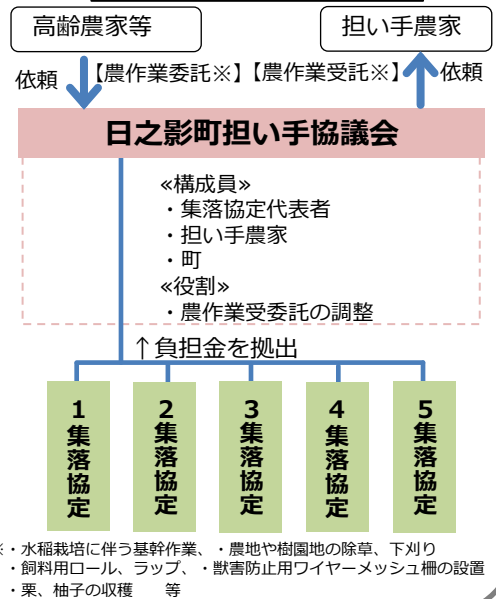 高齢農家等
担い手農家
依頼
【農作業委託※】
【農作業受託※】
依頼
日之影町担い手協議会
≪構成員≫
・集落協定代表者
・担い手農家
・町
≪役割≫
・農作業受委託の調整
↑負担金を拠出
1集落協定
2集落協定
3集落協定
4集落協定
5集落協定
※・水稲栽培に伴う基幹作業、・農地や樹園地の除草、下刈り
・飼料用ロール、ラップ、・獣害防止用ワイヤーメッシュ柵の設置
・栗、柚子の収穫　等